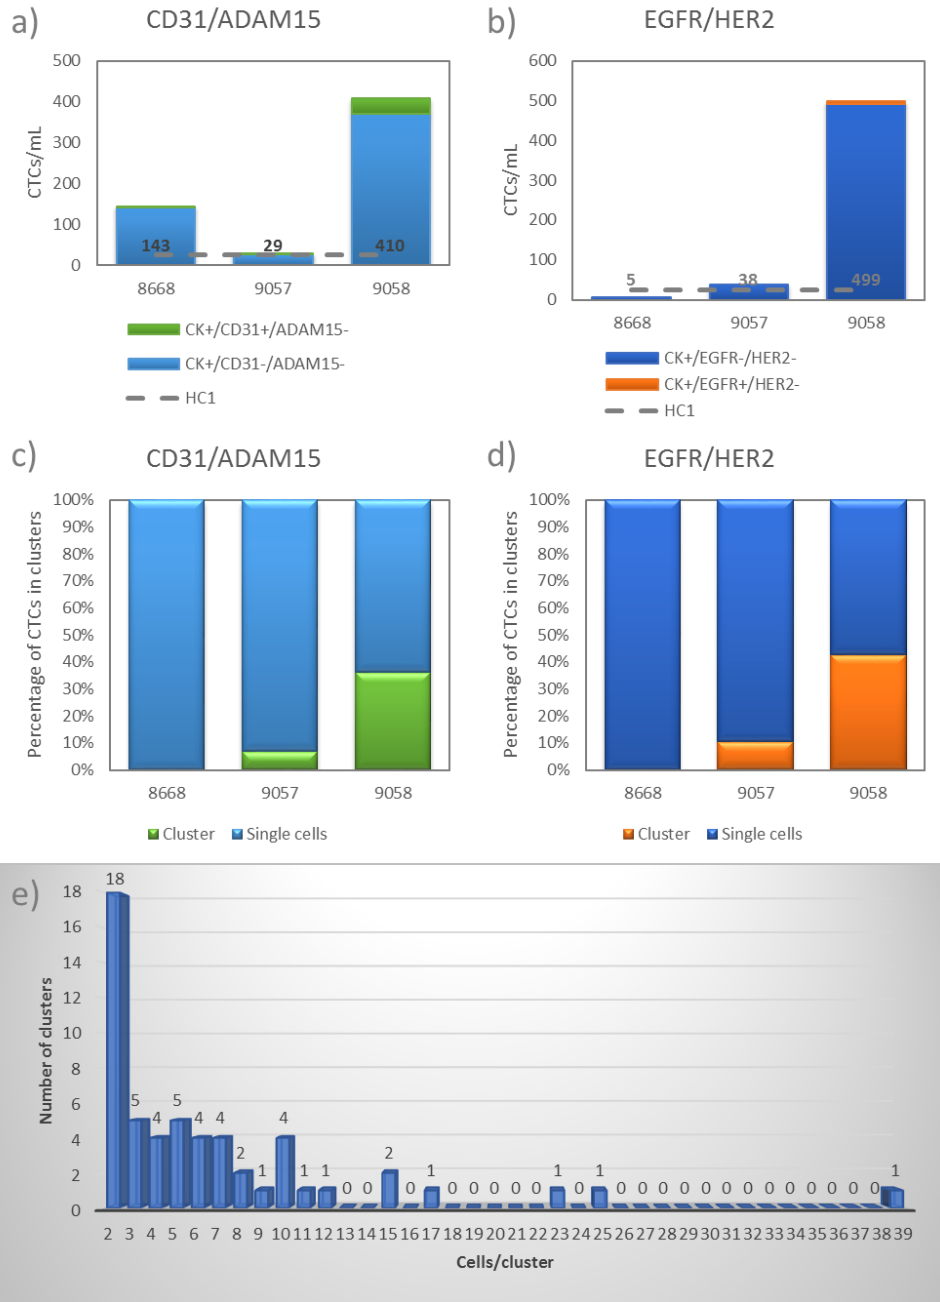 a)
CD31/ADAM15
500
400
300
200
100
0
CTCs/mL
143
29
410
8668
9057
9058
CK+/CD31+/ADAM15-
CK+/CD31-/ADAM15-
HC1
b)
EGFR/HER2
600
500
400
300
200
100
0
CTCs/mL
5
38
499
8668
9057
9058
CK+/EGFR-/HER2-
CK+/EGFR+/HER2-
HC1
c)
CD31/ADAM15
100%
90%
80%
70%
60%
50%
40%
30%
20%
10%
0%
Percentage of CTCs in clusters
8668
9057
9058
Cluster
Single cells
d)
EGFR/HER2
100%
90%
80%
70%
60%
50%
40%
30%
20%
10%
0%
Percentage of CTCs in clusters
8668
9057
9058
Cluster
Single cells
e)
18
16
14
12
10
8
6
4
2
0
Number of clusters
18 5 4 5 4 4 2 1 4 1 1 0 0 2 0 1 0 0 0 0 0 1 0 1 0 0 0 0 0 0 0 0 0 0 0 0 0 1
2 3 4 5 6 7 8 9 10 11 12 13 14 15 16 17 18 19 20 21 22 23 24 25 26 27 28 29 30 31 32 33 34 35 36 37 38 39
Cells/cluster